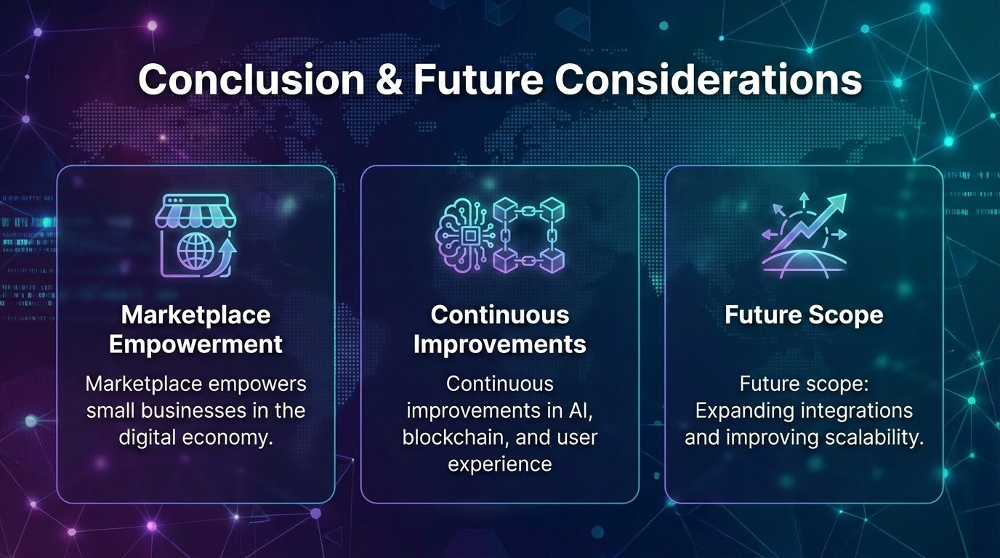 Conclusion & Future Considerations
Marketplace
Empowerment
Marketplace empowers
small businesses in the
digital economy.
Continuous
Improvements
Continuous
improvements in AI,
blockchain, and user
experience
Future Scope
Future scope:
Expanding integrations
and improving scalability.